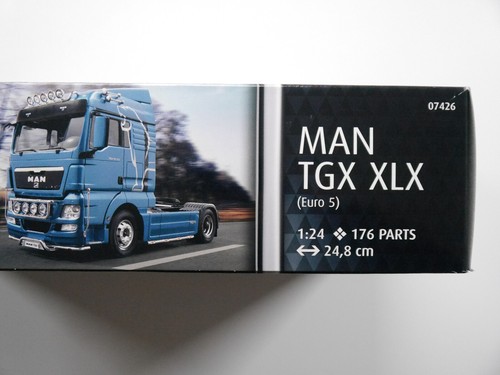 07426
MAN
TGX XLX
(Euro 5)
1:24 ❖ 176 PARTS
↔ 24,8 cm
MAN